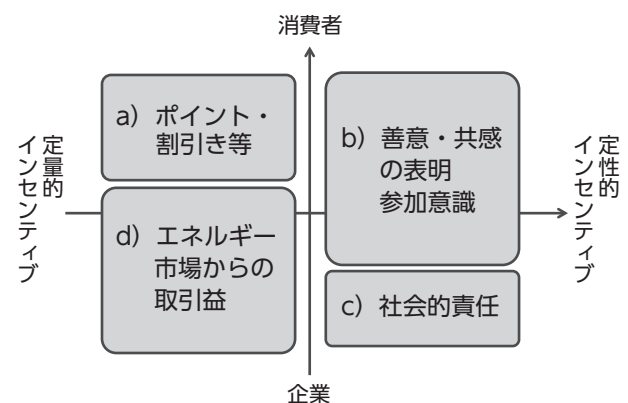 消費者
a）ポイント・
割引き等
b）善意・共感
の表明
参加意識
定量的
インセンティブ
定性的
インセンティブ
d）エネルギー
市場からの
取引益
c）社会的責任
企業